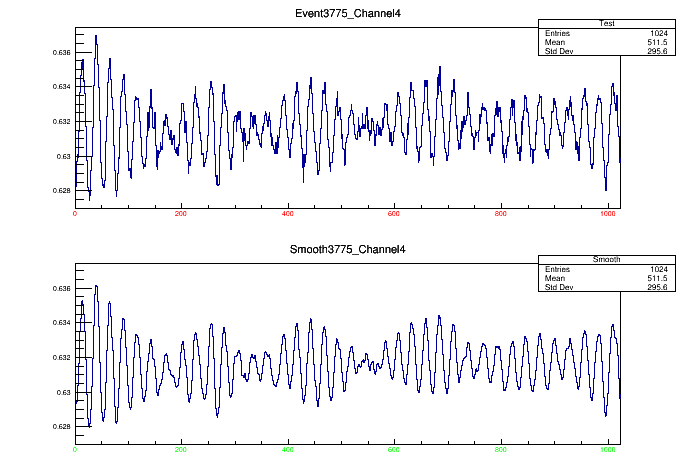 Event3775_Channel4
Test
Entries 1024
Mean 511.5
Std Dev 295.6
0.636
0.634
0.632
0.63
0.628
0 200 400 600 800 1000
Smooth3775_Channel4
Smooth
Entries 1024
Mean 511.5
Std Dev 295.6
0.636
0.634
0.632
0.63
0.628
0 200 400 600 800 1000